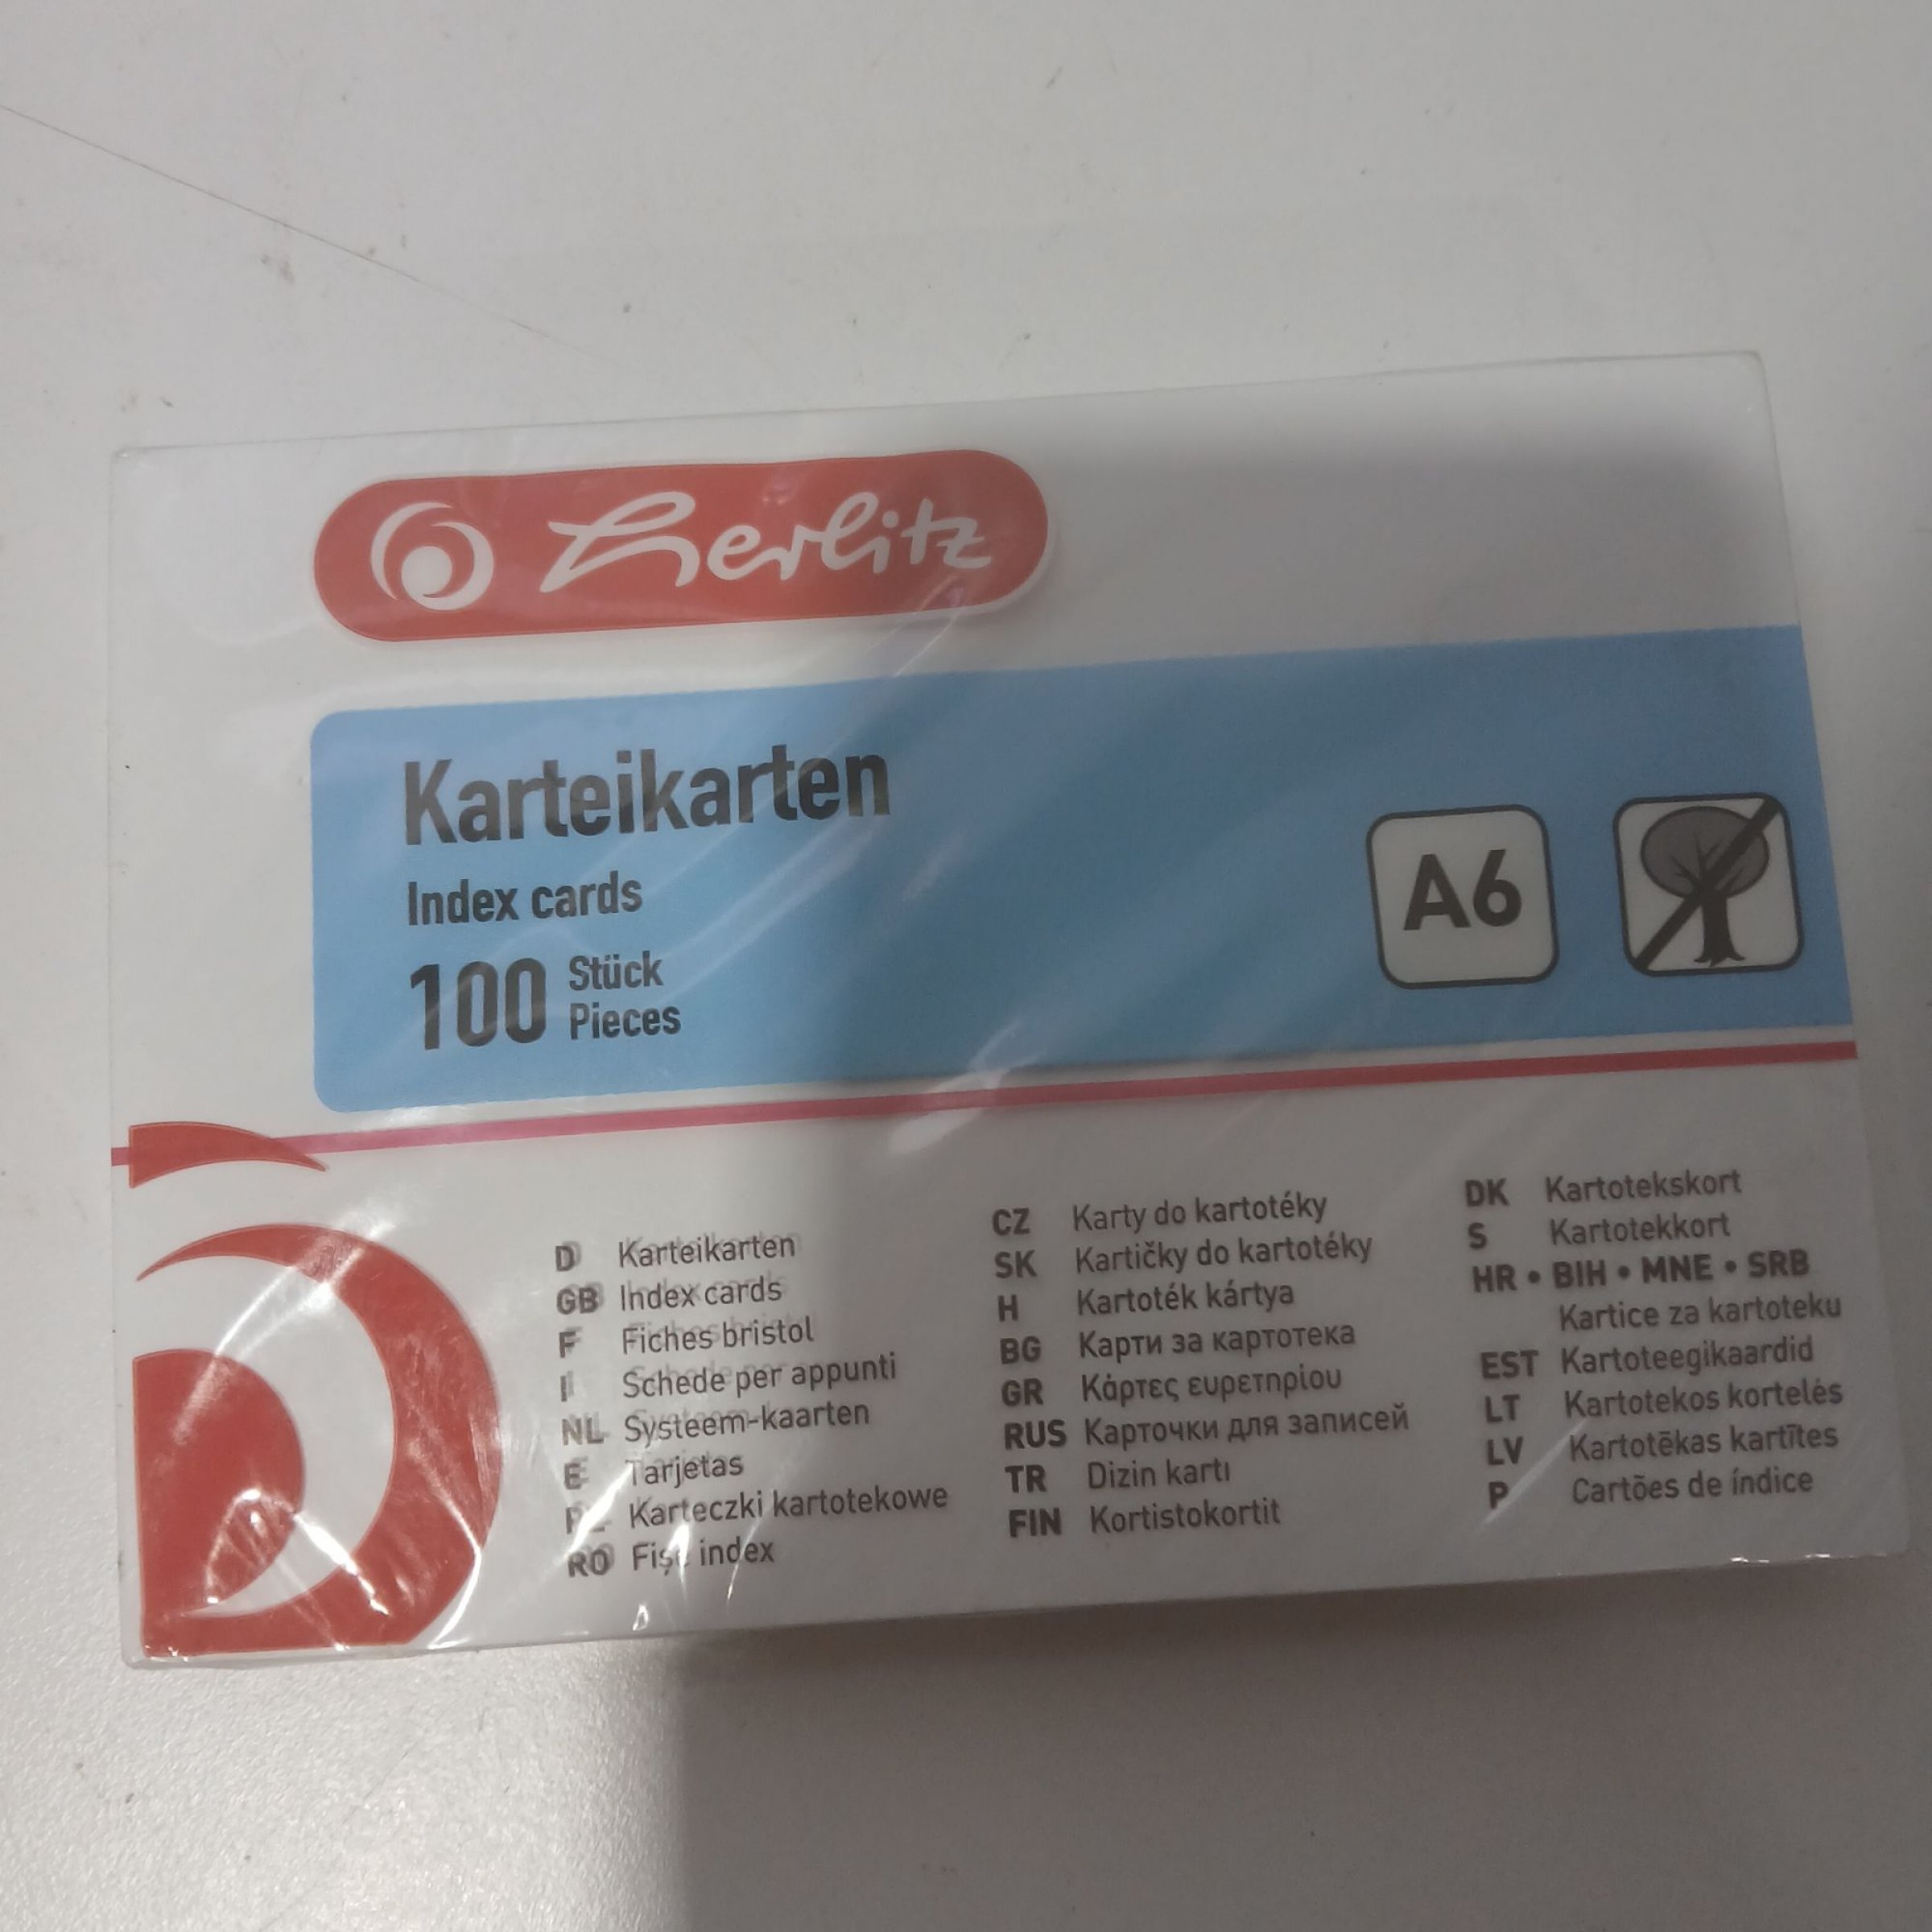 herlitz
Karteikarten
Index cards
100 Stück
Pieces
A6
D Karteikarten
GB Index cards
F Fiches bristol
I Schede per appunti
NL Systeem-kaarten
E Tarjetas
PL Karteczki kartotekowe
RO Fişe index
CZ Karty do kartotéky
SK Kartičky do kartotéky
H Kartoték kártya
BG Карти за картотека
GR Κάρτες ευρετηρίου
RUS Карточки для записей
TR Dizin kartı
FIN Kortistokortit
DK Kartotekskort
S Kartotekkort
HR • BIH • MNE • SRB
Kartice za kartoteku
EST Kartoteegikaardid
LT Kartotekos kortelės
LV Kartotēkas kartītes
P Cartões de índice